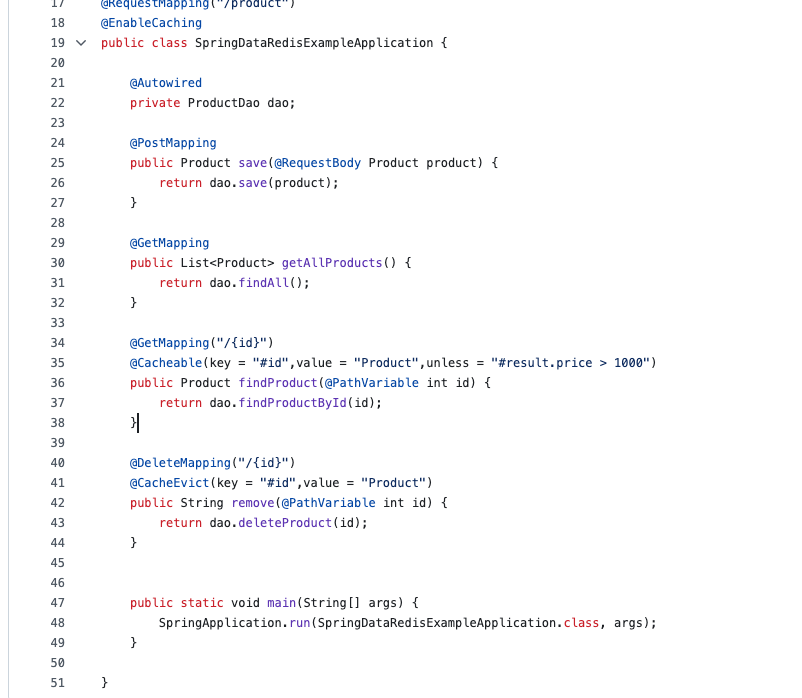 17 @RequestMapping("/product")
18 @EnableCaching
19 public class SpringDataRedisExampleApplication {
20
21     @Autowired
22     private ProductDao dao;
23
24     @PostMapping
25     public Product save(@RequestBody Product product) {
26         return dao.save(product);
27     }
28
29     @GetMapping
30     public List<Product> getAllProducts() {
31         return dao.findAll();
32     }
33
34     @GetMapping("/{id}")
35     @Cacheable(key = "#id",value = "Product",unless = "#result.price > 1000")
36     public Product findProduct(@PathVariable int id) {
37         return dao.findProductById(id);
38     }
39
40     @DeleteMapping("/{id}")
41     @CacheEvict(key = "#id",value = "Product")
42     public String remove(@PathVariable int id) {
43         return dao.deleteProduct(id);
44     }
45
46
47     public static void main(String[] args) {
48         SpringApplication.run(SpringDataRedisExampleApplication.class, args);
49     }
50
51 }